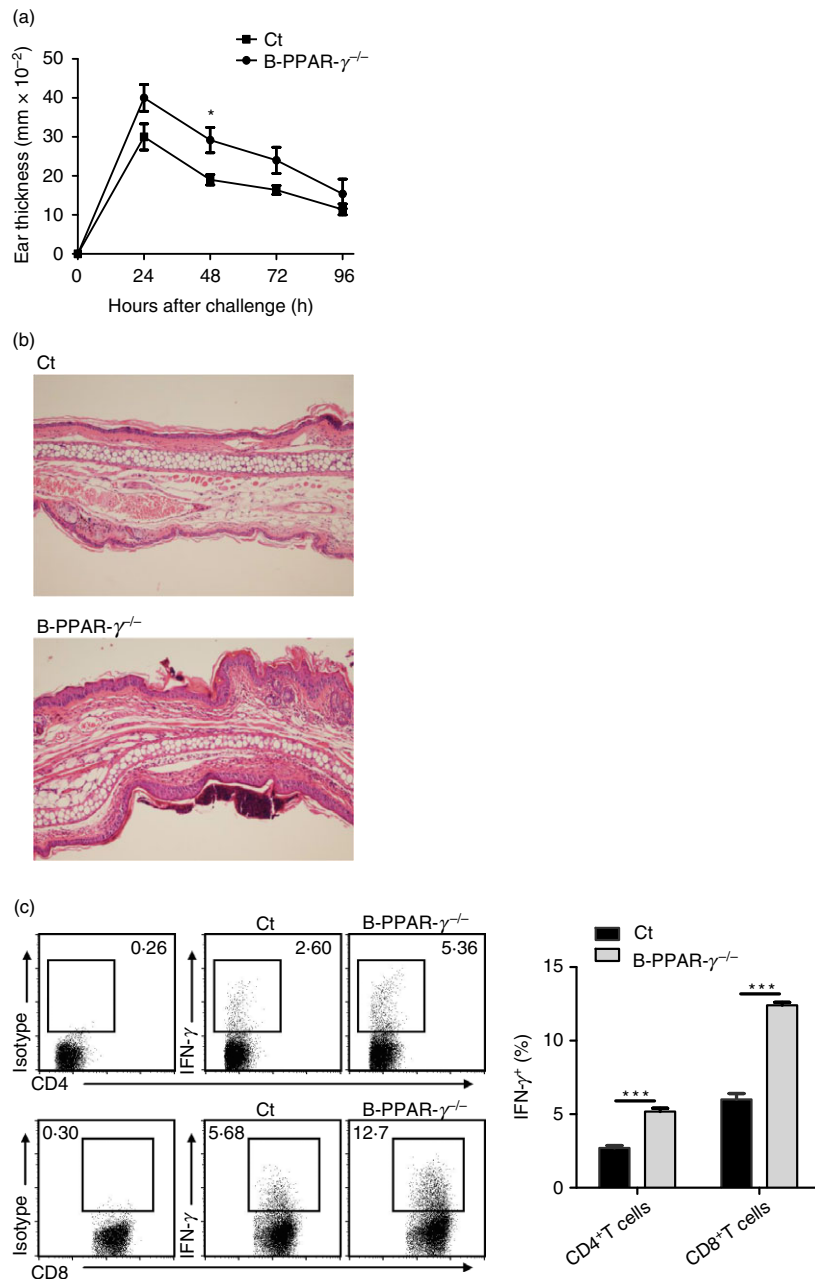 (a)
Ct
B-PPAR-γ⁻/⁻
50
40
30
20
10
0
*
Ear thickness (mm × 10⁻²)
0 24 48 72 96
Hours after challenge (h)
(b)
Ct
B-PPAR-γ⁻/⁻
(c)
Ct B-PPAR-γ⁻/⁻
0·26 2·60 5·36
Isotype IFN-γ
CD4
Ct B-PPAR-γ⁻/⁻
0·30 5·68 12·7
Isotype IFN-γ
CD8
Ct
B-PPAR-γ⁻/⁻
15
10
5
0
IFN-γ⁺ (%)
***
***
CD4⁺T cells
CD8⁺T cells